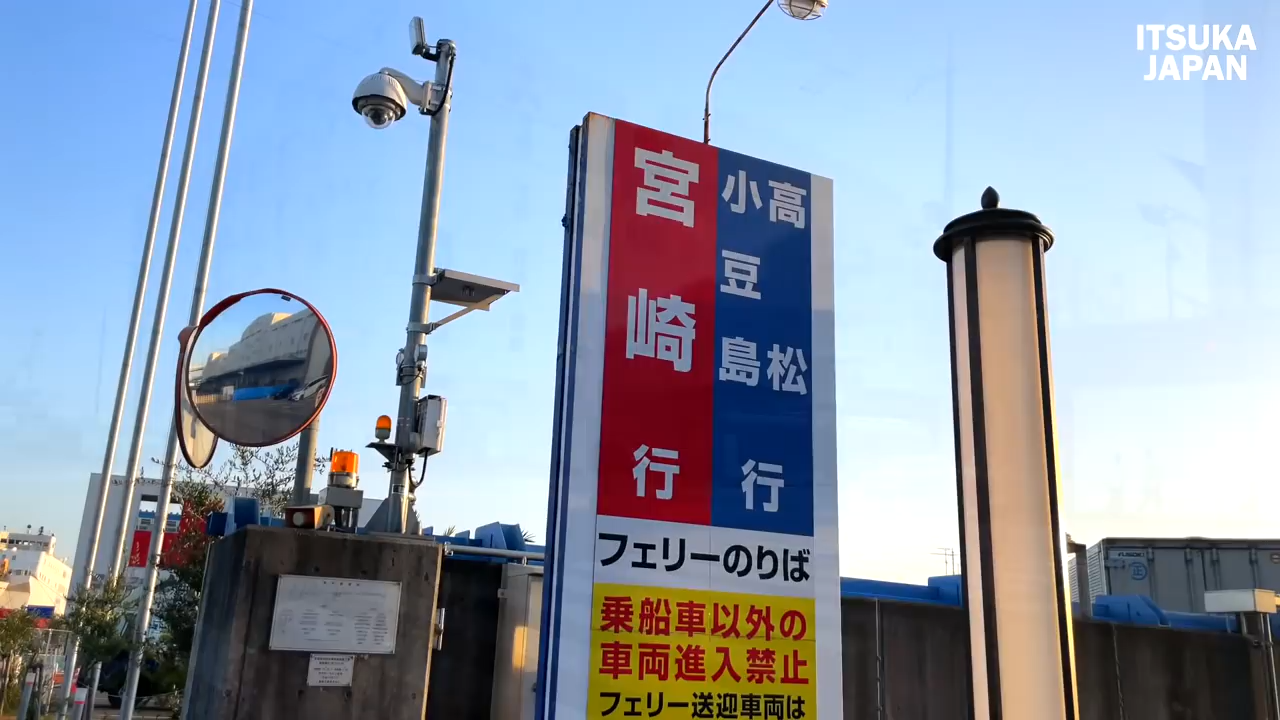 ITSUKA
JAPAN
宮崎行
高松
小豆島
行
フェリーのりば
乗船車以外の
車両進入禁止
フェリー送迎車両は